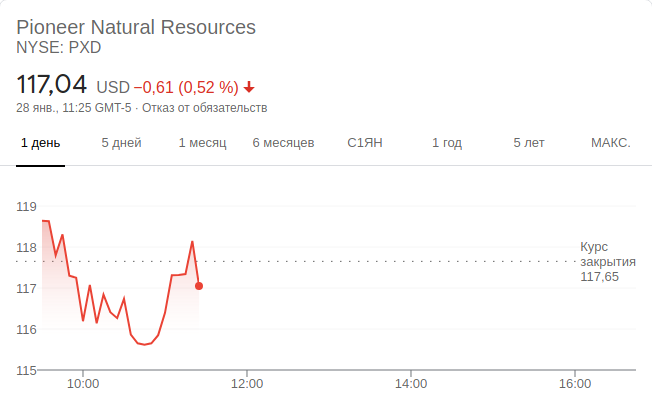 Pioneer Natural Resources
NYSE: PXD
117,04 USD −0,61 (0,52 %)
28 янв., 11:25 GMT-5 · Отказ от обязательств
1 день 5 дней 1 месяц 6 месяцев С1ЯН 1 год 5 лет МАКС.
119
118
117
116
115
Курс
закрытия
117,65
10:00 12:00 14:00 16:00